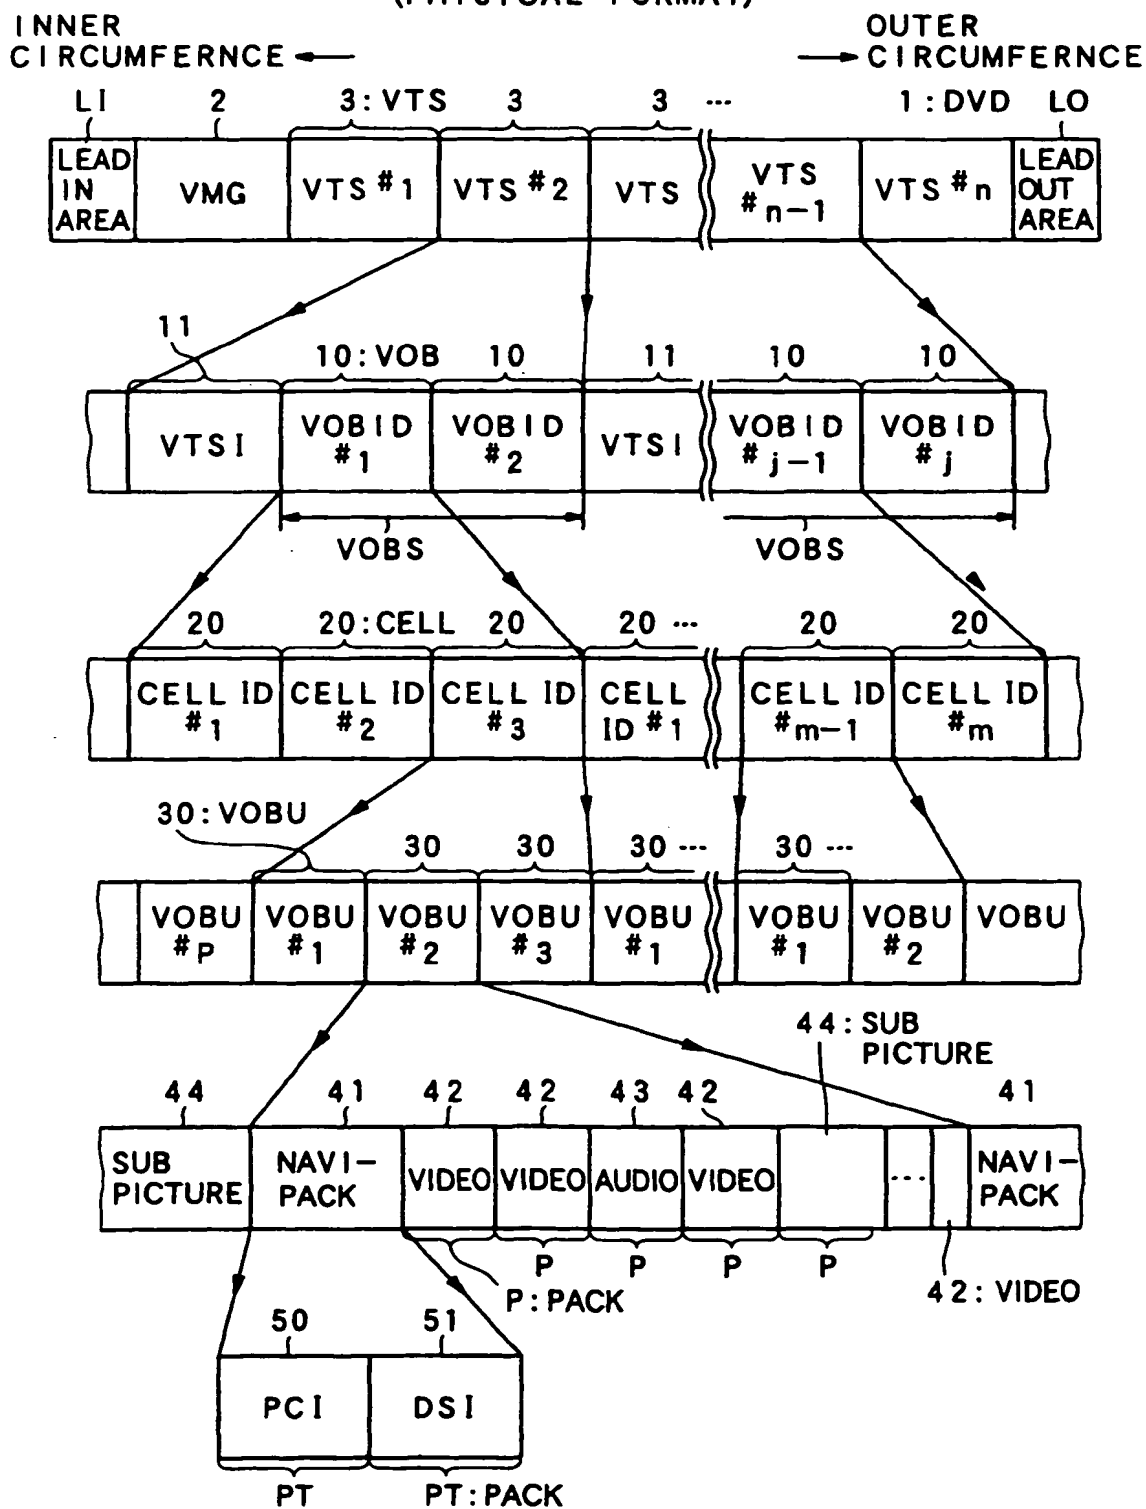 (PHYSICAL FORMAT)
INNER
CIRCUMFERNCE
OUTER
CIRCUMFERNCE
LI 2 3:VTS 3 3 ... 1:DVD LO
LEAD IN AREA VMG VTS #1 VTS #2 VTS VTS #n-1 VTS #n LEAD OUT AREA
11 10:VOB 10 11 10 10
VTSI VOBID #1 VOBID #2 VTSI VOBID #j-1 VOBID #j
VOBS VOBS
20 20:CELL 20 20 ... 20 20
CELL ID #1 CELL ID #2 CELL ID #3 CELL ID #1 CELL ID #m-1 CELL ID #m
30:VOBU 30 30 30 ... 30 ...
VOBU #P VOBU #1 VOBU #2 VOBU #3 VOBU #1 VOBU #1 VOBU #2 VOBU
44:SUB
PICTURE
44 41 42 42 43 42 41
SUB PICTURE NAVI-PACK VIDEO VIDEO AUDIO VIDEO ... NAVI-PACK
P P P P
P:PACK 42:VIDEO
50 51
PCI DSI
PT PT:PACK